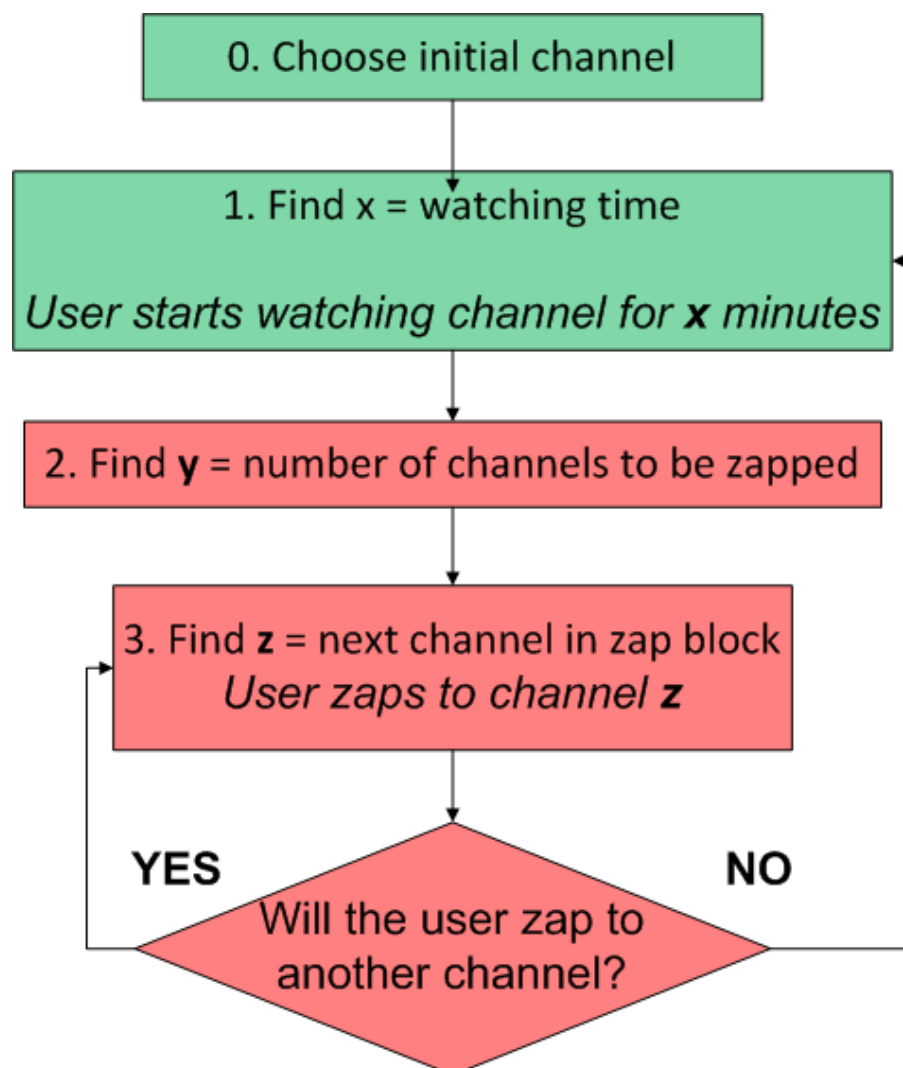 0. Choose initial channel
1. Find x = watching time
User starts watching channel for x minutes
2. Find y = number of channels to be zapped
3. Find z = next channel in zap block
User zaps to channel z
YES
NO
Will the user zap to
another channel?